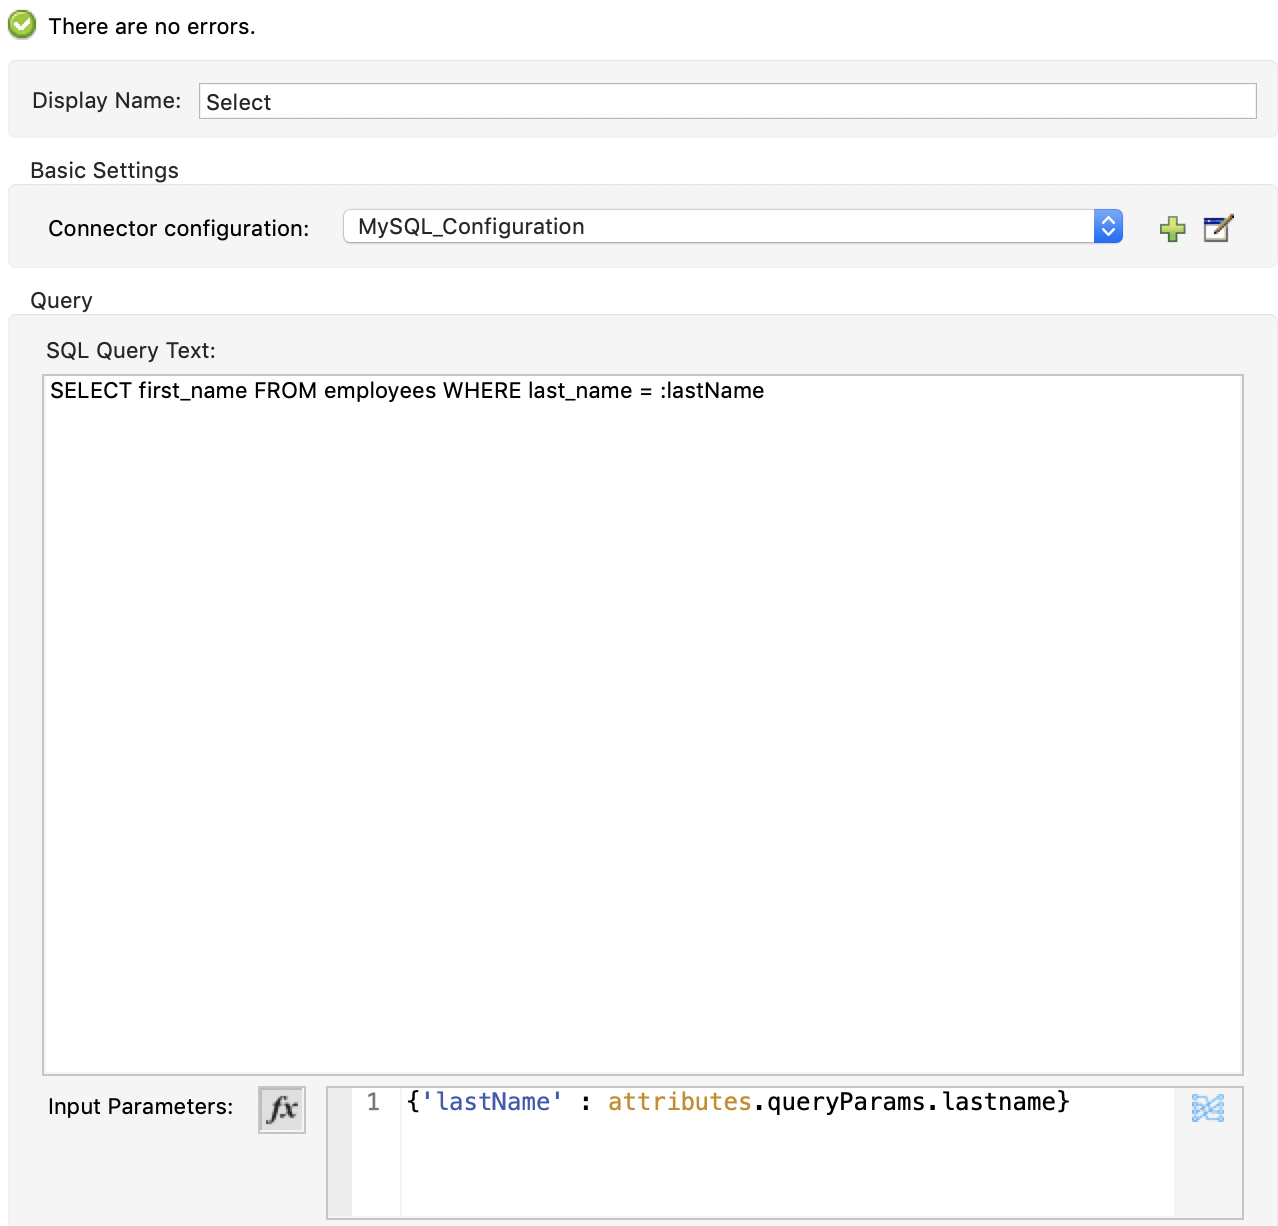 There are no errors.
Display Name: Select
Basic Settings
Connector configuration: MySQL_Configuration
Query
SQL Query Text:
SELECT first_name FROM employees WHERE last_name = :lastName
Input Parameters: fx 1 {'lastName' : attributes.queryParams.lastname}